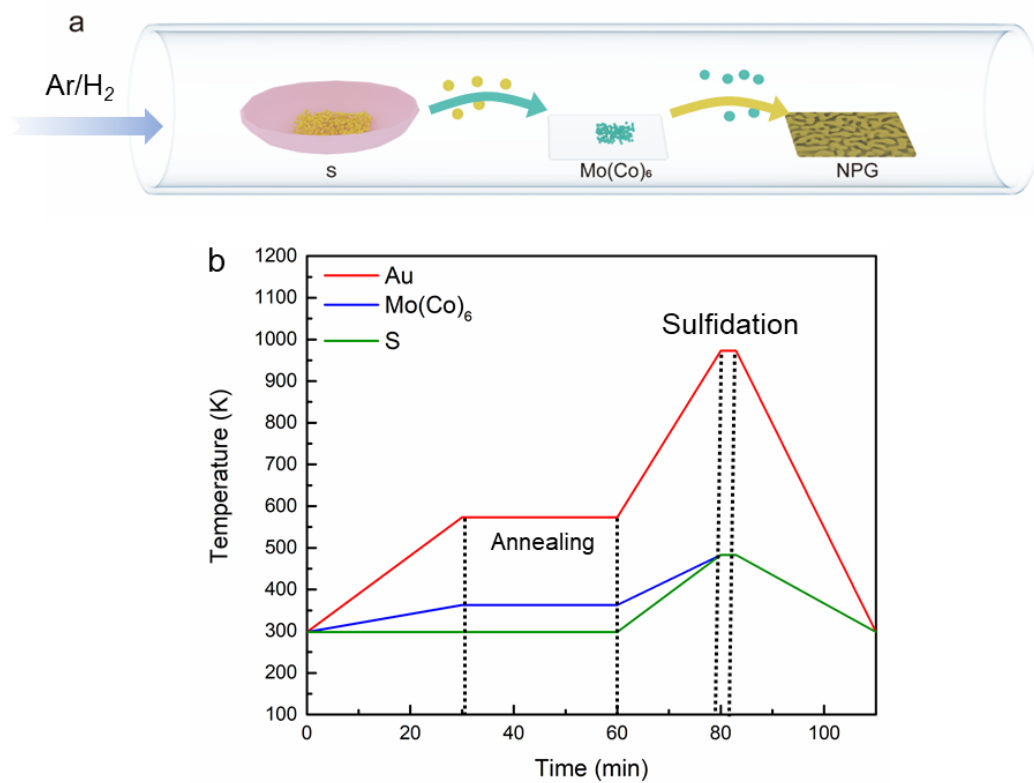 a
Ar/H₂
S
Mo(Co)₆
NPG
b
1200
1100
1000
900
800
700
600
500
400
300
200
100
Temperature (K)
Au
Mo(Co)₆
S
Sulfidation
Annealing
0
20
40
60
80
100
Time (min)